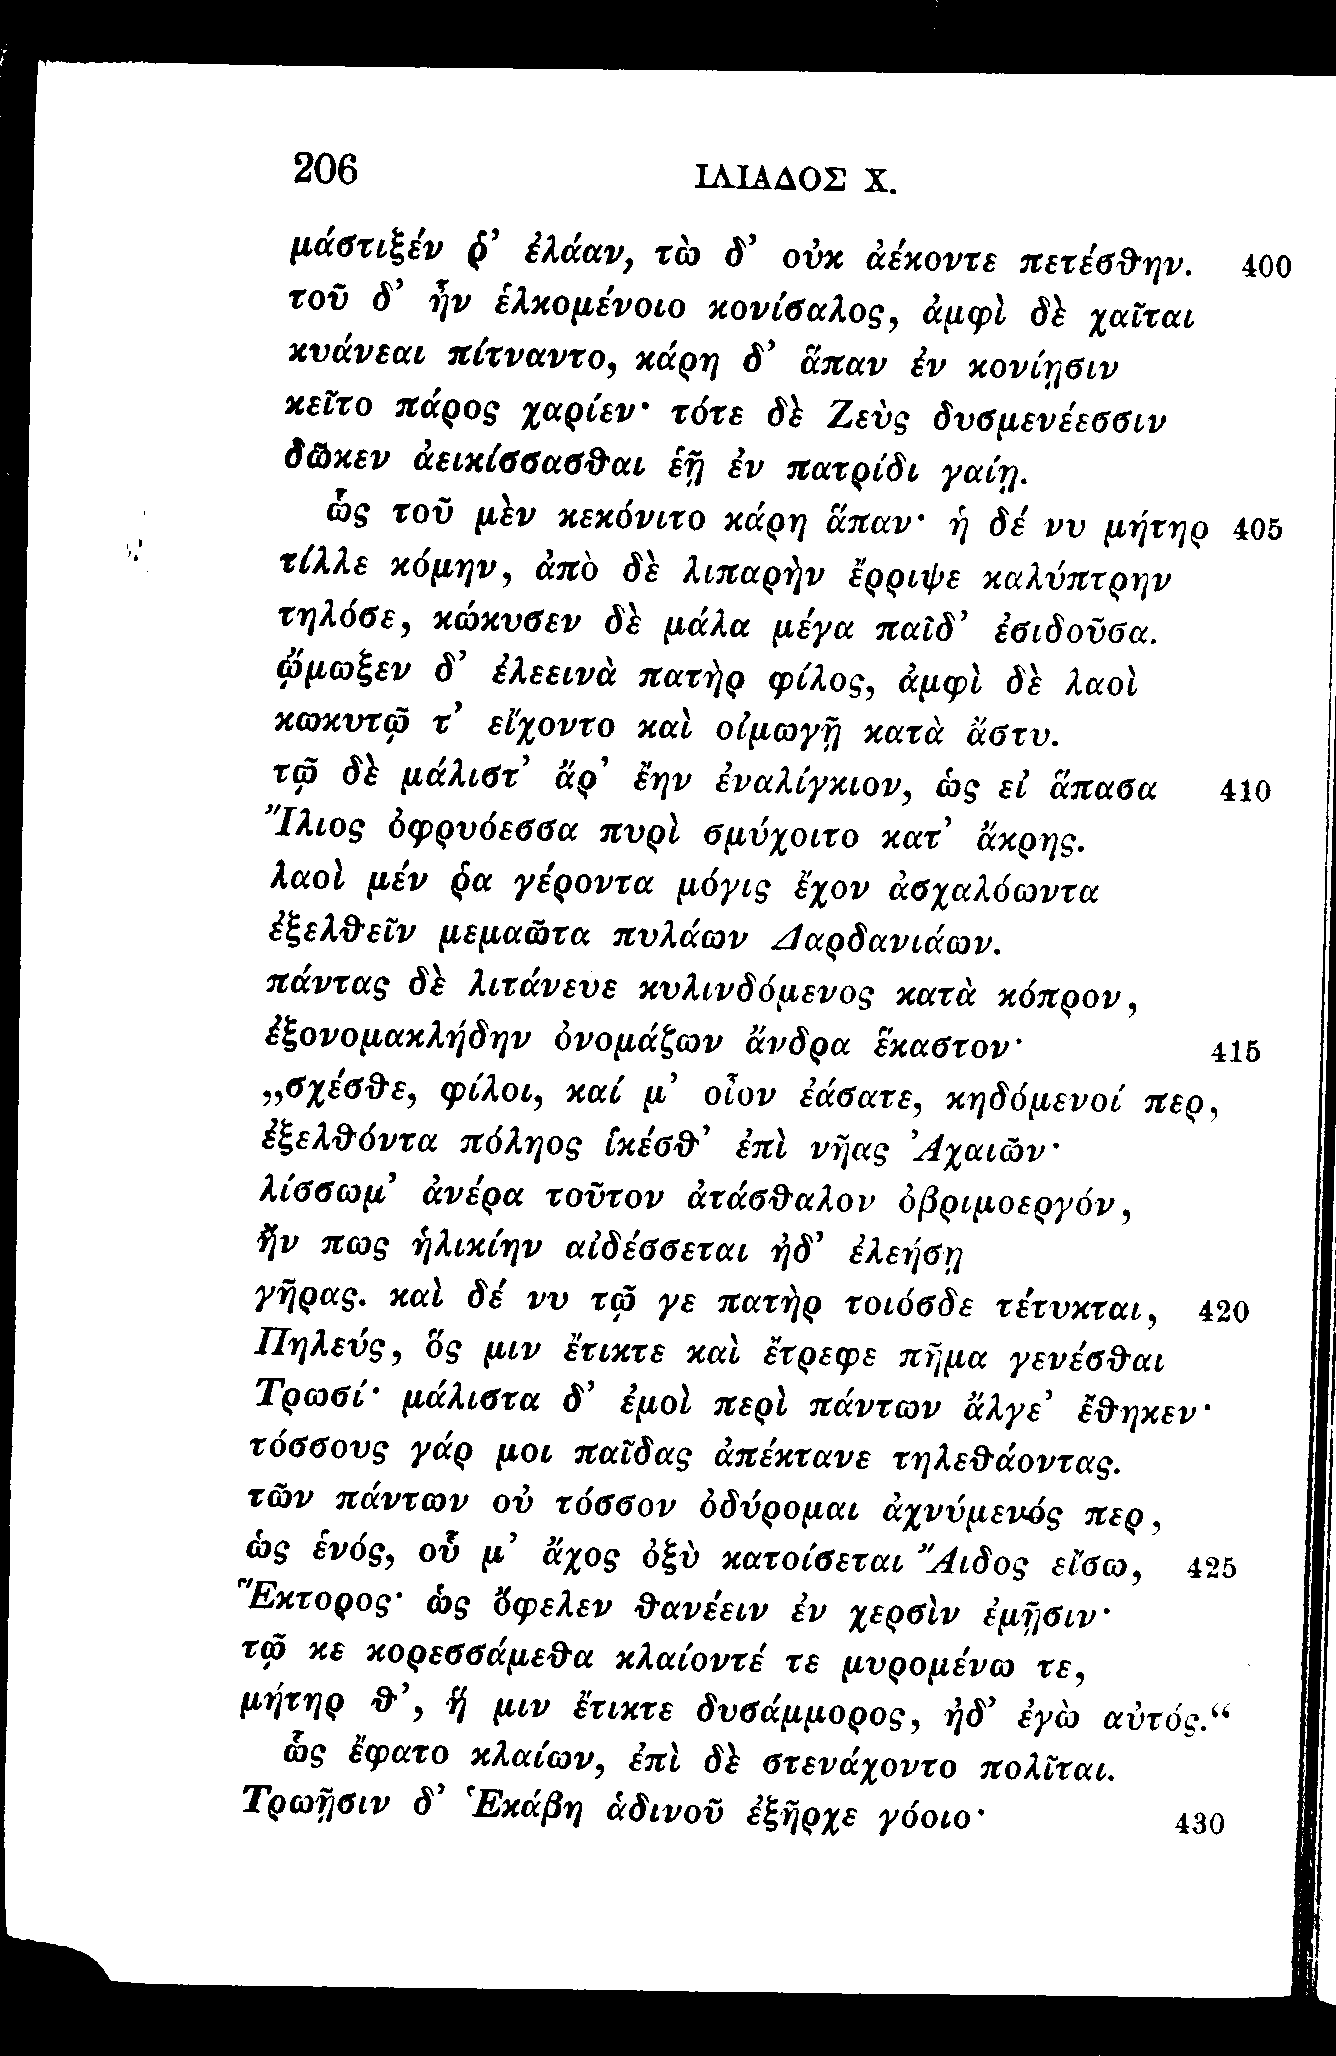 206 ΙΛΙΑΔΟΣ Χ.
μάστιξέν ῥ’ ἐλάαν, τὼ δ’ οὐκ ἀέκοντε πετέσθην. 400
τοῦ δ’ ἦν ἑλκομένοιο κονίσαλος, ἀμφὶ δὲ χαῖται
κυάνεαι πίτναντο, κάρη δ’ ἅπαν ἐν κονίῃσιν
κεῖτο πάρος χαρίεν· τότε δὲ Ζεὺς δυσμενέεσσιν
δῶκεν ἀεικίσσασθαι ἑῇ ἐν πατρίδι γαίῃ.
ὣς τοῦ μὲν κεκόνιτο κάρη ἅπαν· ἡ δέ νυ μήτηρ 405
τίλλε κόμην, ἀπὸ δὲ λιπαρὴν ἔρριψε καλύπτρην
τηλόσε, κώκυσεν δὲ μάλα μέγα παῖδ’ ἐσιδοῦσα.
ᾤμωξεν δ’ ἐλεεινὰ πατὴρ φίλος, ἀμφὶ δὲ λαοὶ
κωκυτῷ τ’ εἴχοντο καὶ οἰμωγῇ κατὰ ἄστυ.
τῷ δὲ μάλιστ’ ἄρ’ ἔην ἐναλίγκιον, ὡς εἰ ἅπασα 410
Ἴλιος ὀφρυόεσσα πυρὶ σμύχοιτο κατ’ ἄκρης.
λαοὶ μέν ῥα γέροντα μόγις ἔχον ἀσχαλόωντα
ἐξελθεῖν μεμαῶτα πυλάων Δαρδανιάων.
πάντας δὲ λιτάνευε κυλινδόμενος κατὰ κόπρον,
ἐξονομακλήδην ὀνομάζων ἄνδρα ἕκαστον· 415
„σχέσθε, φίλοι, καί μ’ οἶον ἐάσατε, κηδόμενοί περ,
ἐξελθόντα πόληος ἱκέσθ’ ἐπὶ νῆας Ἀχαιῶν·
λίσσωμ’ ἀνέρα τοῦτον ἀτάσθαλον ὀβριμοεργόν,
ἤν πως ἡλικίην αἰδέσσεται ἠδ’ ἐλεήσῃ
γῆρας. καὶ δέ νυ τῷ γε πατὴρ τοιόσδε τέτυκται, 420
Πηλεύς, ὅς μιν ἔτικτε καὶ ἔτρεφε πῆμα γενέσθαι
Τρωσί· μάλιστα δ’ ἐμοὶ περὶ πάντων ἄλγε’ ἔθηκεν·
τόσσους γάρ μοι παῖδας ἀπέκτανε τηλεθάοντας.
τῶν πάντων οὐ τόσσον ὀδύρομαι ἀχνύμενός περ,
ὡς ἑνός, οὗ μ’ ἄχος ὀξὺ κατοίσεται Ἄιδος εἴσω, 425
Ἕκτορος· ὡς ὄφελεν θανέειν ἐν χερσὶν ἐμῇσιν·
τῷ κε κορεσσάμεθα κλαίοντέ τε μυρομένω τε,
μήτηρ θ’, ἥ μιν ἔτικτε δυσάμμορος, ἠδ’ ἐγὼ αὐτός.“
ὣς ἔφατο κλαίων, ἐπὶ δὲ στενάχοντο πολῖται.
Τρωῇσιν δ’ Ἑκάβη ἁδινοῦ ἐξῆρχε γόοιο· 430